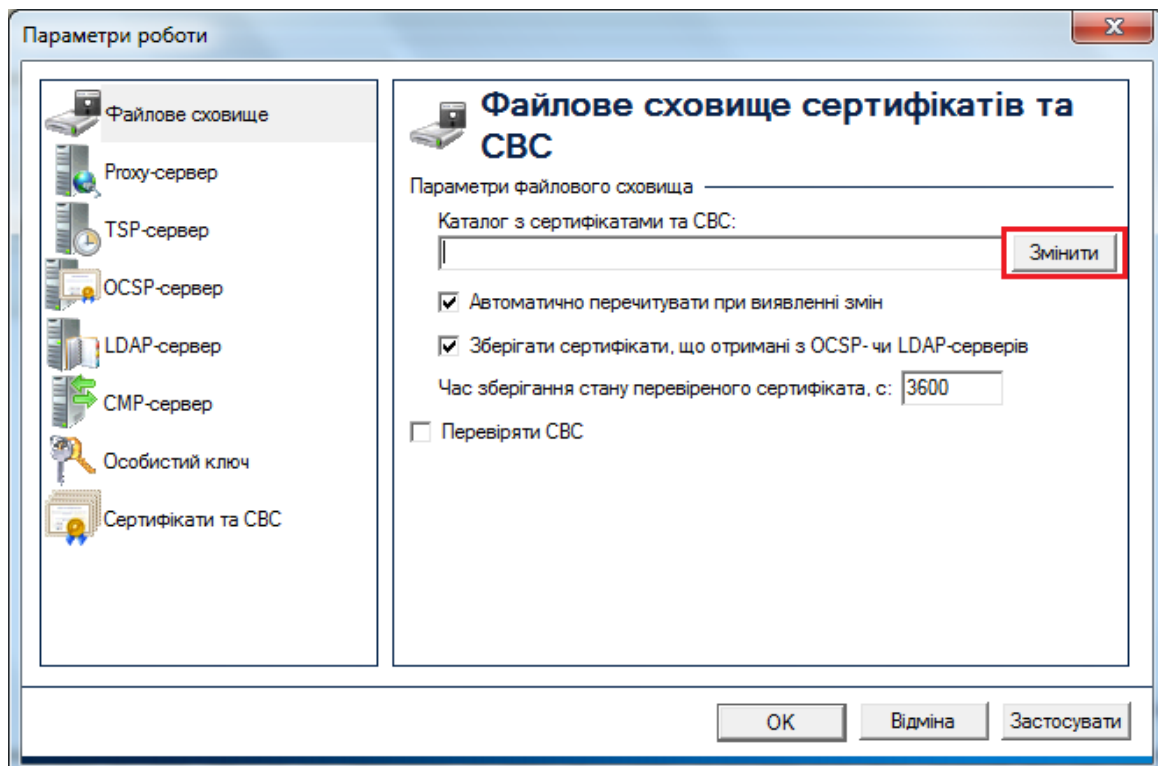 Параметри роботи
Файлове сховище
Proxy-сервер
TSP-сервер
OCSP-сервер
LDAP-сервер
CMP-сервер
Особистий ключ
Сертифікати та СВС
Файлове сховище сертифікатів та
СВС
Параметри файлового сховища
Каталог з сертифікатами та СВС:
Змінити
Автоматично перечитувати при виявленні змін
Зберігати сертифікати, що отримані з OCSP- чи LDAP-серверів
Час зберігання стану перевіреного сертифіката, с: 3600
Перевіряти СВС
OK Відміна Застосувати